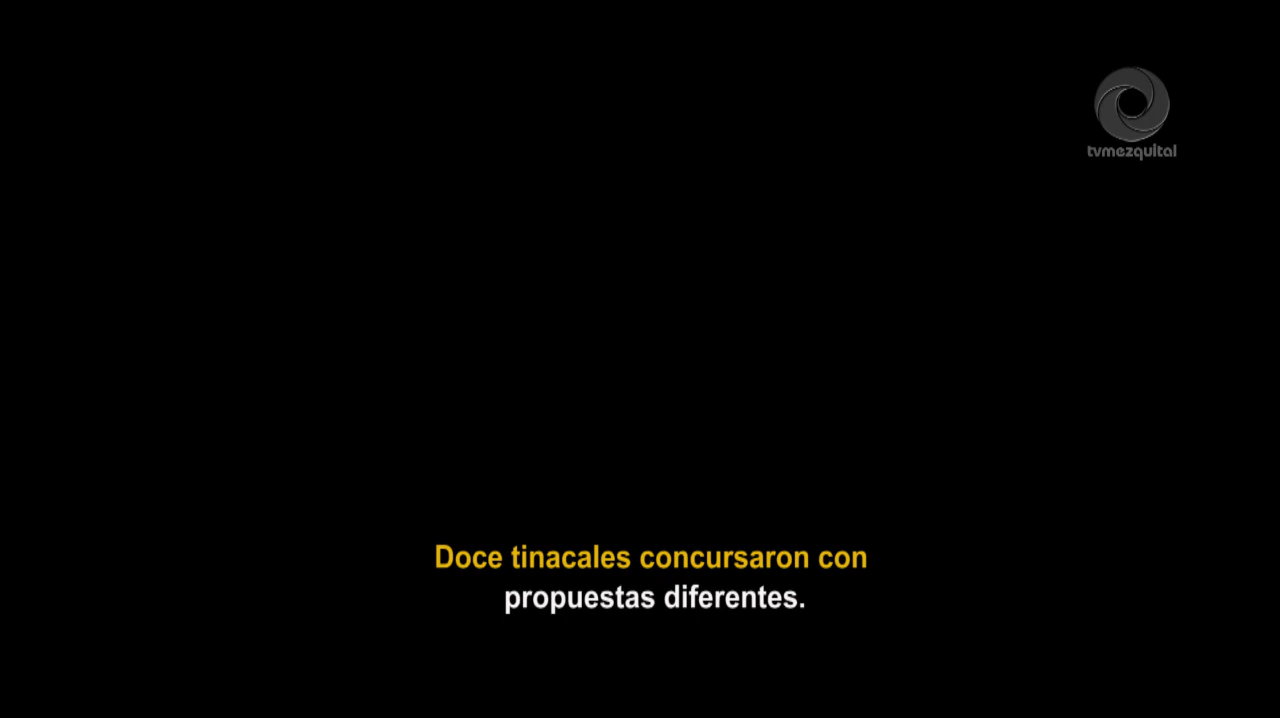 tvmezquital
Doce tinacales concursaron con
propuestas diferentes.